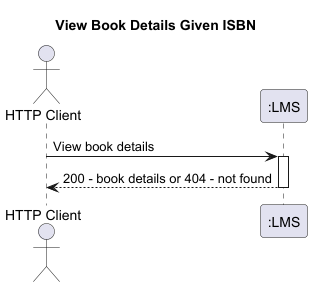 View Book Details Given ISBN
HTTP Client
:LMS
View book details
200 - book details or 404 - not found
HTTP Client
:LMS